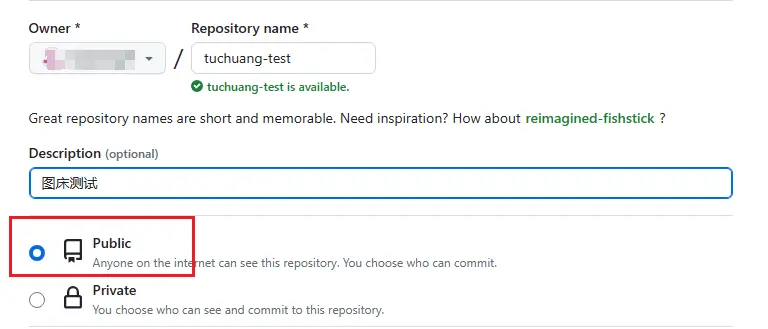 Owner * Repository name *
/ tuchuang-test
tuchuang-test is available.
Great repository names are short and memorable. Need inspiration? How about reimagined-fishstick ?
Description (optional)
图床测试
Public
Anyone on the internet can see this repository. You choose who can commit.
Private
You choose who can see and commit to this repository.